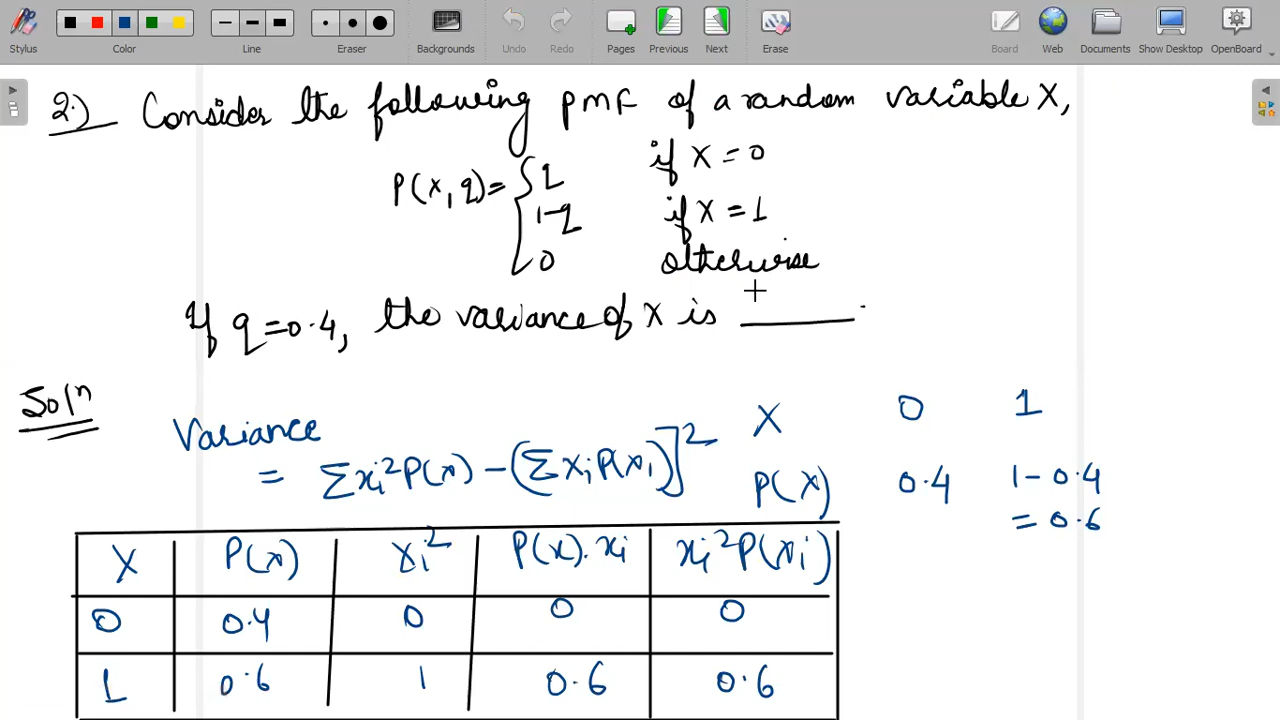 Stylus Color Line Eraser Backgrounds Undo Redo Pages Previous Next Erase Board Web Documents Show Desktop OpenBoard
2.) Consider the following pmf of a random variable X,
P(x, q) = { q if X = 0
1-q if X = 1
0 otherwise
If q = 0.4, the variance of X is ______.
Soln
Variance
= Σxi²P(x) - (Σxi P(xi)]²
X 0 1
P(X) 0.4 1 - 0.4
= 0.6
X P(x) xi² P(x).xi xi²P(xi)
0 0.4 0 0 0
1 0.6 1 0.6 0.6